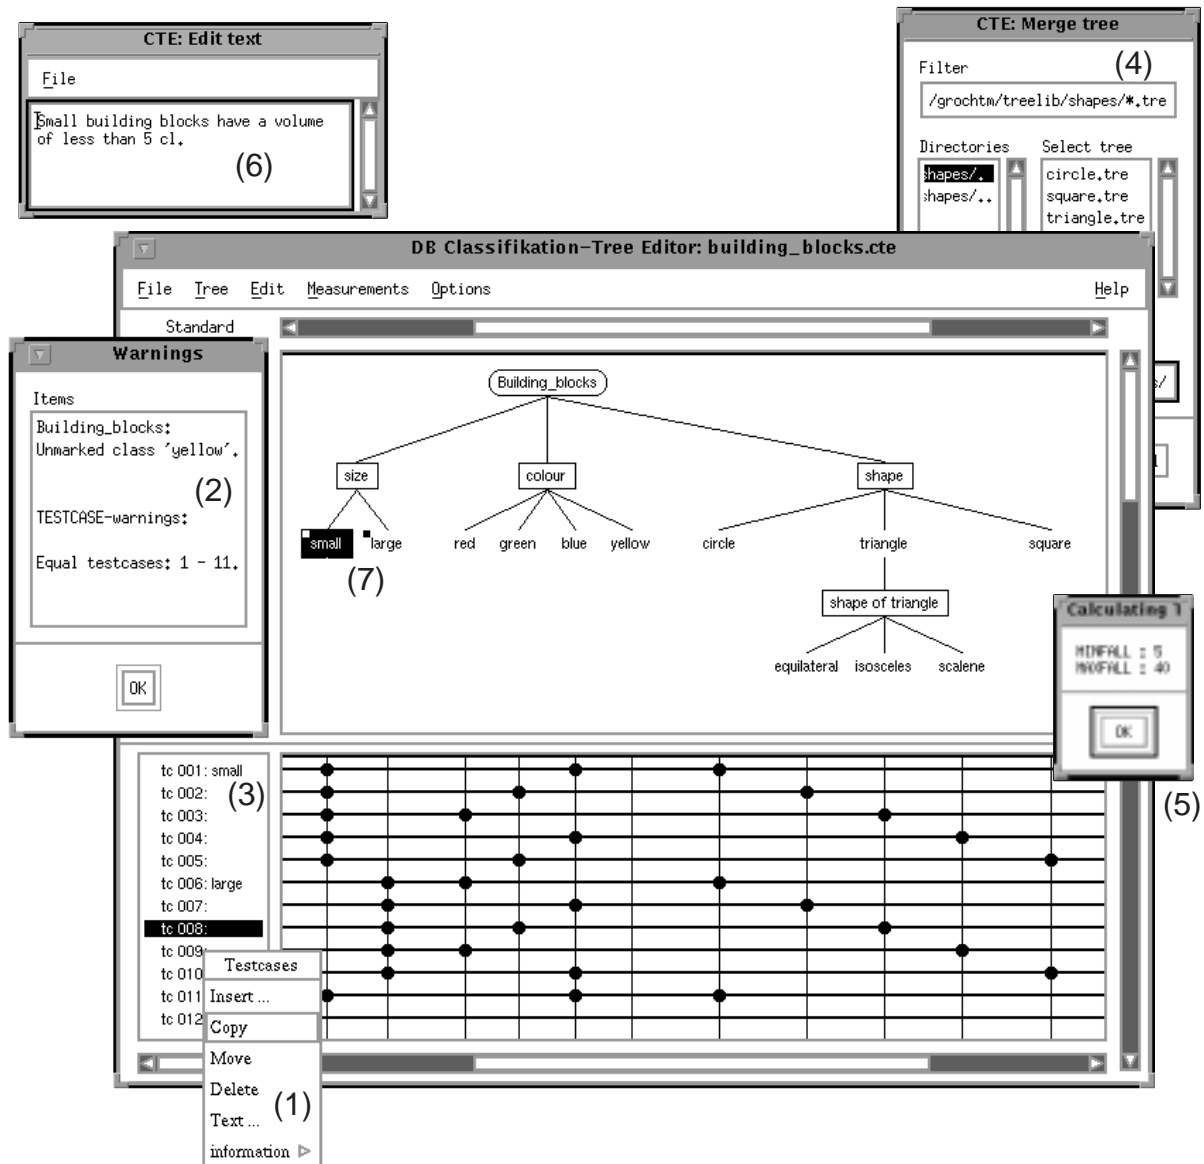 CTE: Edit text
File
Small building blocks have a volume
of less than 5 cl.
(6)
CTE: Merge tree
(4)
Filter
/grochtm/treelib/shapes/*.tre
Directories
Select tree
shapes/.
shapes/..
circle.tre
square.tre
triangle.tre
DB Classifikation-Tree Editor: building_blocks.cte
File Tree Edit Measurements Options Help
Standard
Warnings
Items
Building_blocks:
Unmarked class 'yellow'.
(2)
TESTCASE-warnings:
Equal testcases: 1 - 11.
OK
Building_blocks
size colour shape
small large red green blue yellow circle triangle square
(7)
shape of triangle
equilateral isosceles scalene
Calculating T
MINFALL : 5
MAXFALL : 40
OK
(5)
tc 001: small
tc 002:
(3)
tc 003:
tc 004:
tc 005:
tc 006: large
tc 007:
tc 008:
tc 009:
tc 010
tc 011
tc 012
Testcases
Insert ...
Copy
Move
Delete
(1)
Text ...
information